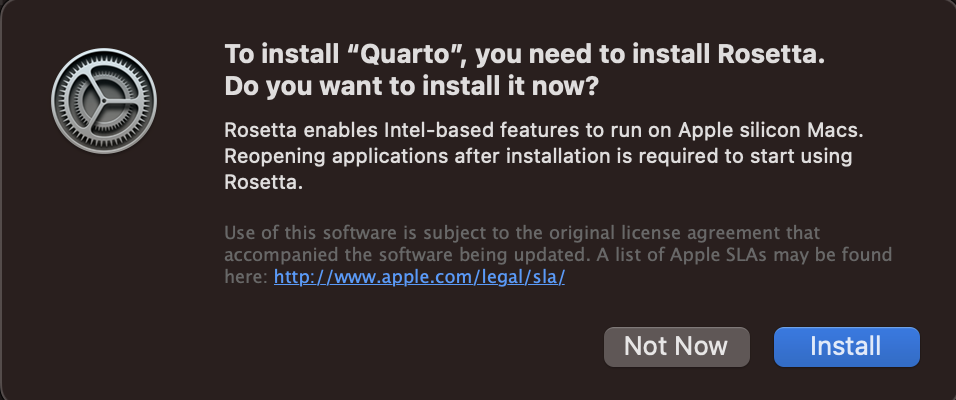 To install “Quarto”, you need to install Rosetta.
Do you want to install it now?
Rosetta enables Intel-based features to run on Apple silicon Macs.
Reopening applications after installation is required to start using
Rosetta.
Use of this software is subject to the original license agreement that
accompanied the software being updated. A list of Apple SLAs may be found
here: http://www.apple.com/legal/sla/
Not Now
Install